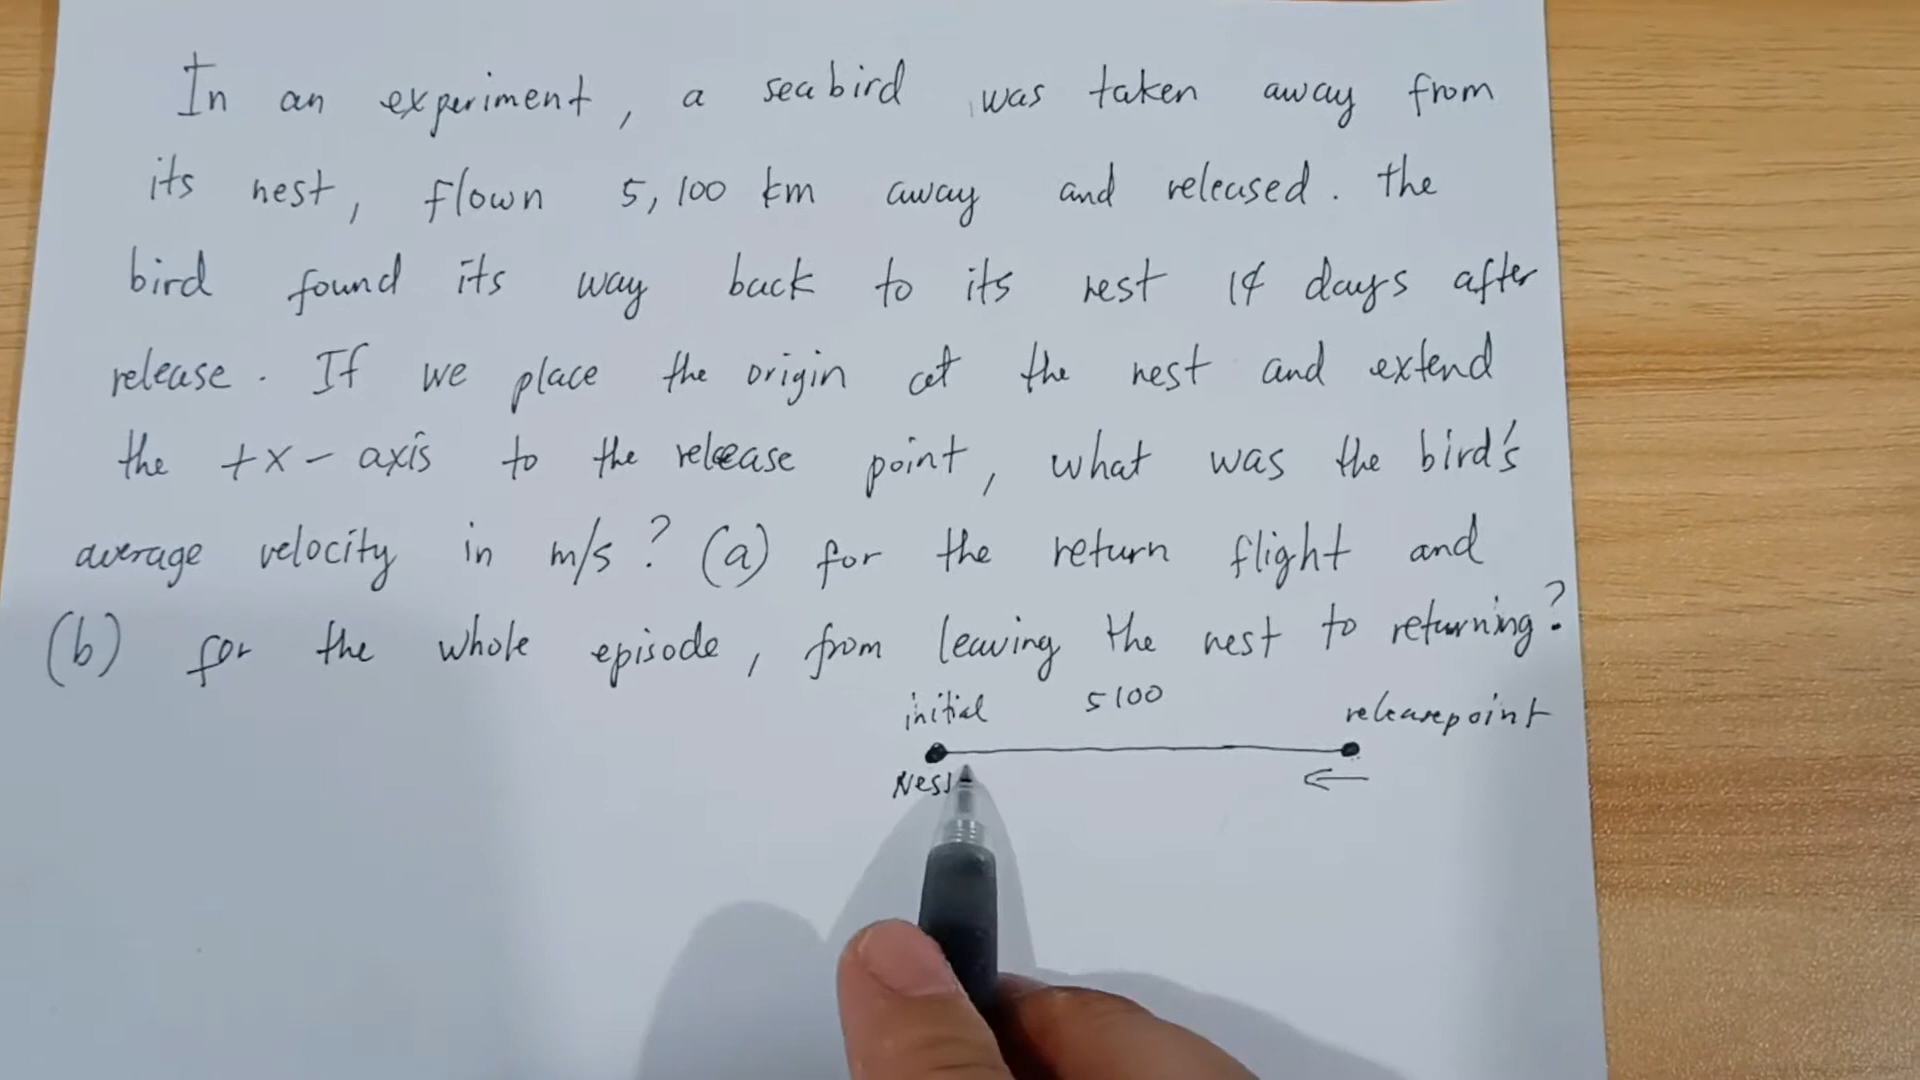 In an experiment, a seabird was taken away from
its nest, flown 5,100 km away and released. the
bird found its way back to its nest 14 days after
release. If we place the origin at the nest and extend
the +x- axis to the release point, what was the bird's
average velocity in m/s? (a) for the return flight and
(b) for the whole episode, from leaving the nest to returning?
initial 5100 releasepoint
Nest